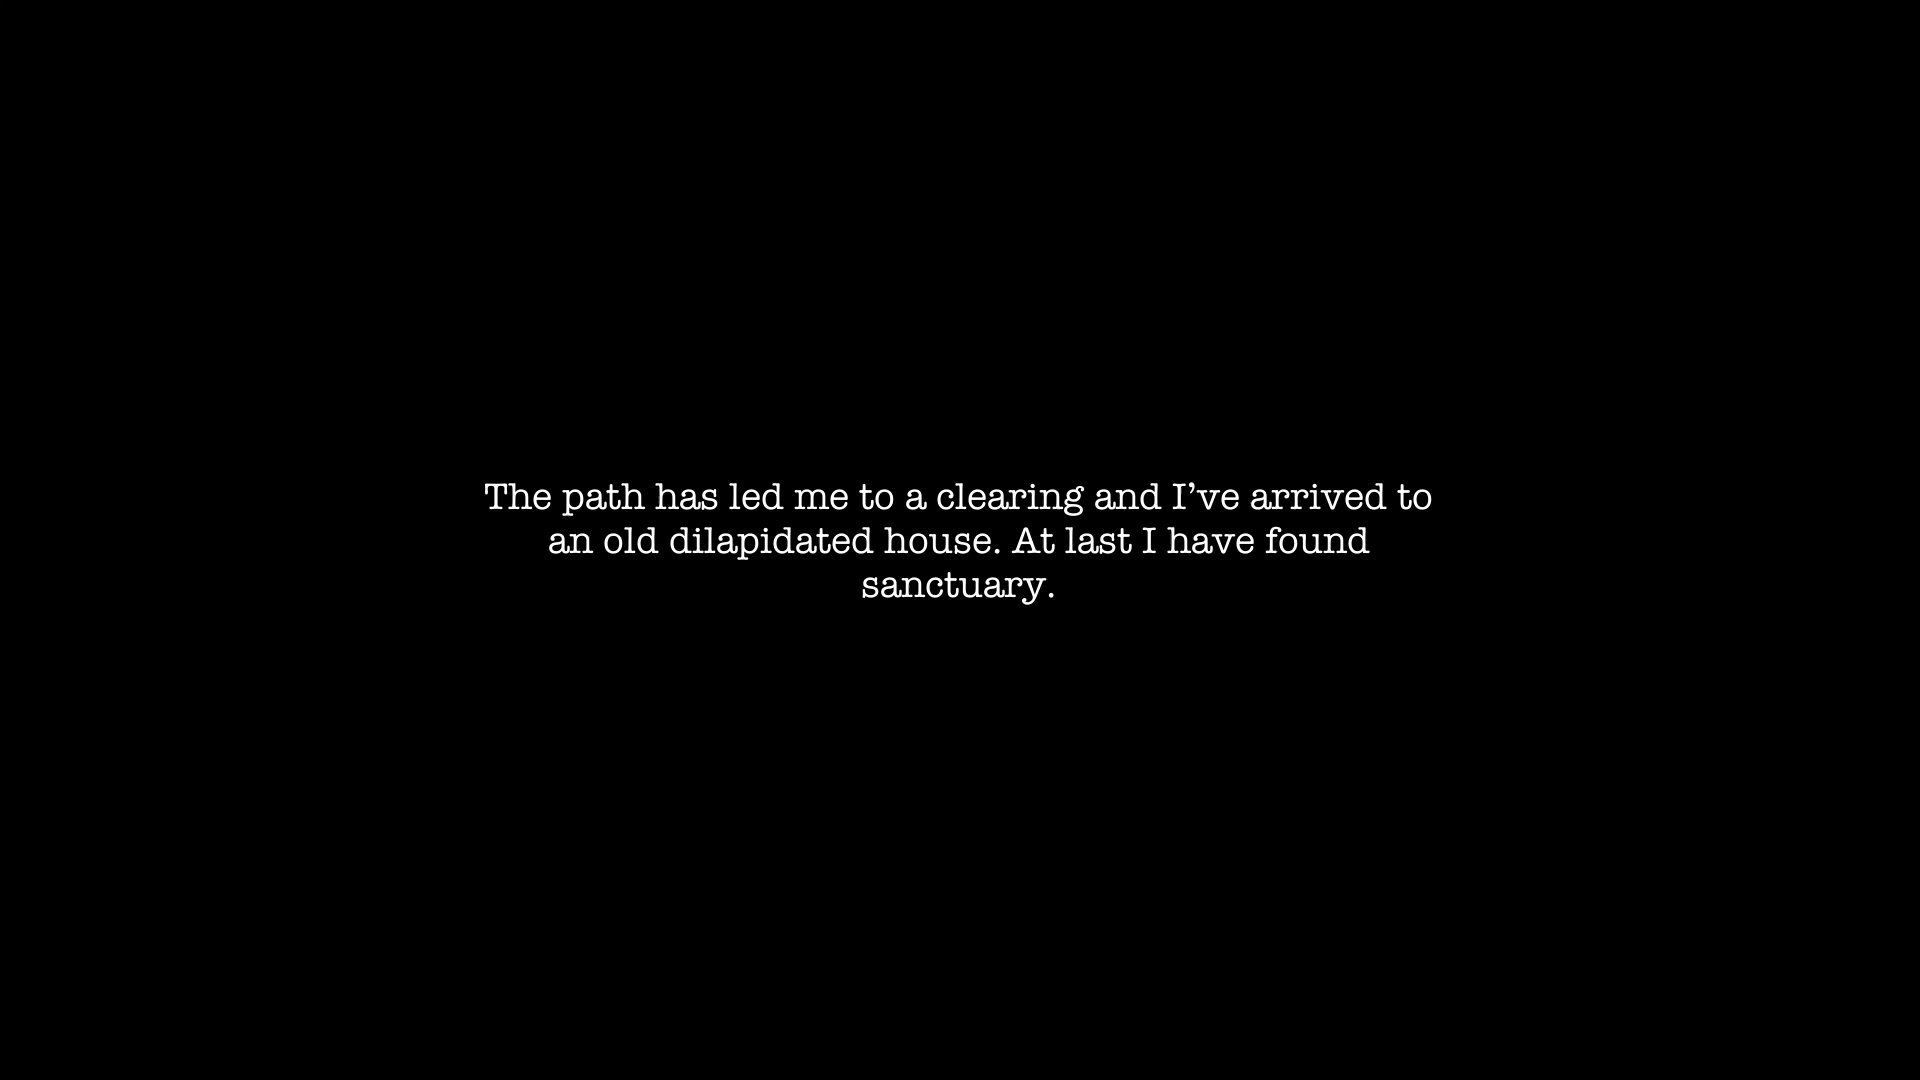 The path has led me to a clearing and I’ve arrived to
an old dilapidated house. At last I have found
sanctuary.